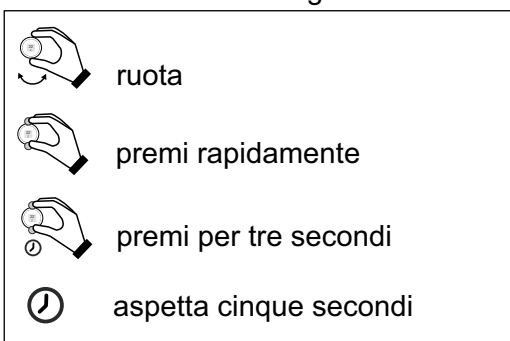 ruota
premi rapidamente
premi per tre secondi
aspetta cinque secondi